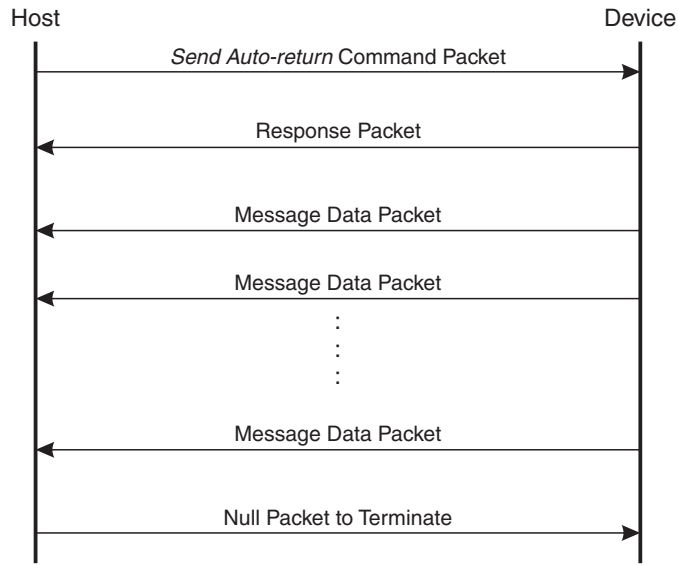 Host
Device
Send Auto-return Command Packet
Response Packet
Message Data Packet
Message Data Packet
Message Data Packet
Null Packet to Terminate